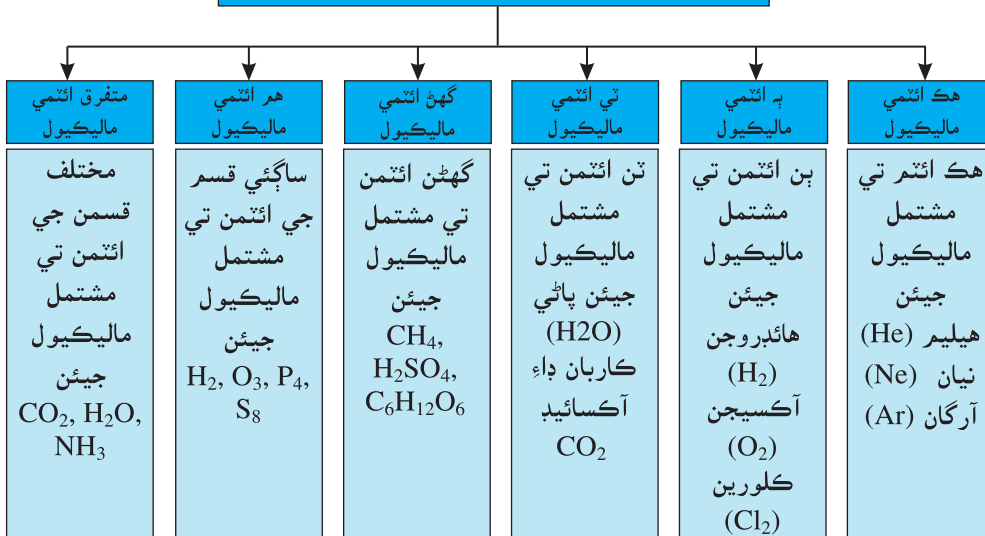 هڪ ائٽمي
ماليڪيول
هڪ ائٽم تي
مشتمل
ماليڪيول
جيئن
هيليم (He)
نيان (Ne)
آرگان (Ar)
ٻه ائٽمي
ماليڪيول
ٻن ائٽمن تي
مشتمل
ماليڪيول
جيئن
هائڊروجن
(H₂)
آڪسيجن
(O₂)
ڪلورين
(Cl₂)
ٽي ائٽمي
ماليڪيول
ٽن ائٽمن تي
مشتمل
ماليڪيول
جيئن پاڻي
(H2O)
ڪاربان ڊاءِ
آڪسائيڊ
CO₂
گهڻ ائٽمي
ماليڪيول
گهڻن ائٽمن
تي مشتمل
ماليڪيول
جيئن
CH₄,
H₂SO₄,
C₆H₁₂O₆
هم ائٽمي
ماليڪيول
ساڳئي قسم
جي ائٽمن تي
مشتمل
ماليڪيول
جيئن
H₂, O₃, P₄,
S₈
متفرق ائٽمي
ماليڪيول
مختلف
قسمن جي
ائٽمن تي
مشتمل
ماليڪيول
جيئن
CO₂, H₂O,
NH₃